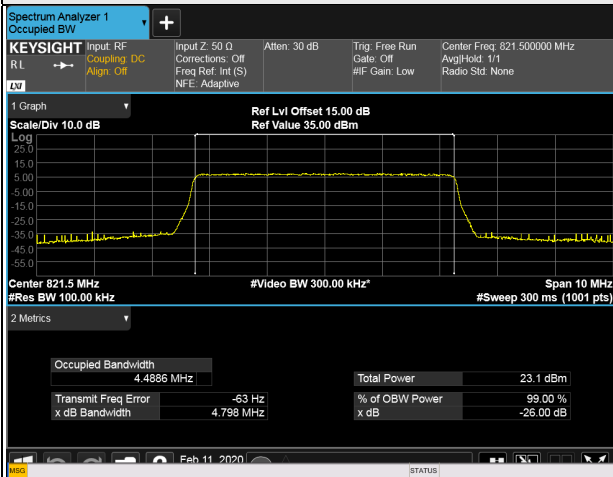 Spectrum Analyzer 1
Occupied BW
KEYSIGHT
RL
LXI
Input: RF
Coupling: DC
Align: Off
Input Z: 50 Ω
Corrections: Off
Freq Ref: Int (S)
NFE: Adaptive
Atten: 30 dB
Trig: Free Run
Gate: Off
#IF Gain: Low
Center Freq: 821.500000 MHz
Avg|Hold: 1/1
Radio Std: None
1 Graph
Scale/Div 10.0 dB
Ref Lvl Offset 15.00 dB
Ref Value 35.00 dBm
Log
25.0
15.0
5.00
-5.00
-15.0
-25.0
-35.0
-45.0
-55.0
Center 821.5 MHz
#Video BW 300.00 kHz*
Span 10 MHz
#Res BW 100.00 kHz
#Sweep 300 ms (1001 pts)
2 Metrics
Occupied Bandwidth
4.4886 MHz
Total Power 23.1 dBm
Transmit Freq Error -63 Hz
% of OBW Power 99.00 %
x dB Bandwidth 4.798 MHz
x dB -26.00 dB
Feb 11, 2020
MSG
STATUS